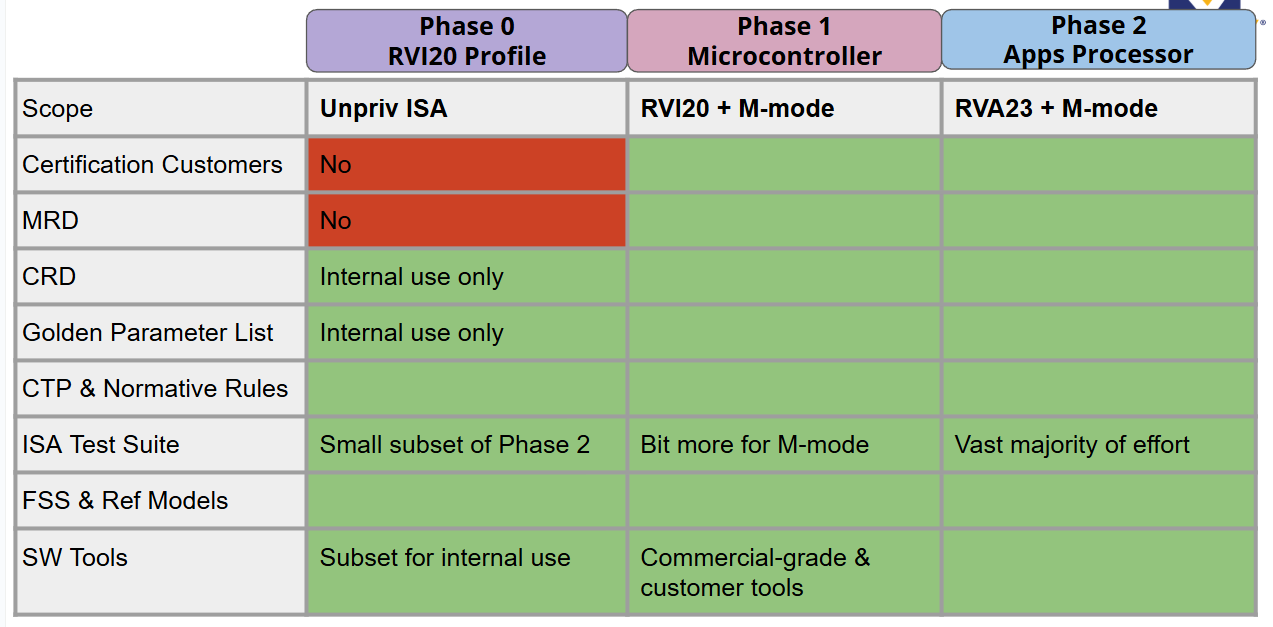 Phase 0
RVI20 Profile
Phase 1
Microcontroller
Phase 2
Apps Processor
®
Scope
Unpriv ISA
RVI20 + M-mode
RVA23 + M-mode
Certification Customers
No
MRD
No
CRD
Internal use only
Golden Parameter List
Internal use only
CTP & Normative Rules
ISA Test Suite
Small subset of Phase 2
Bit more for M-mode
Vast majority of effort
FSS & Ref Models
SW Tools
Subset for internal use
Commercial-grade &
customer tools